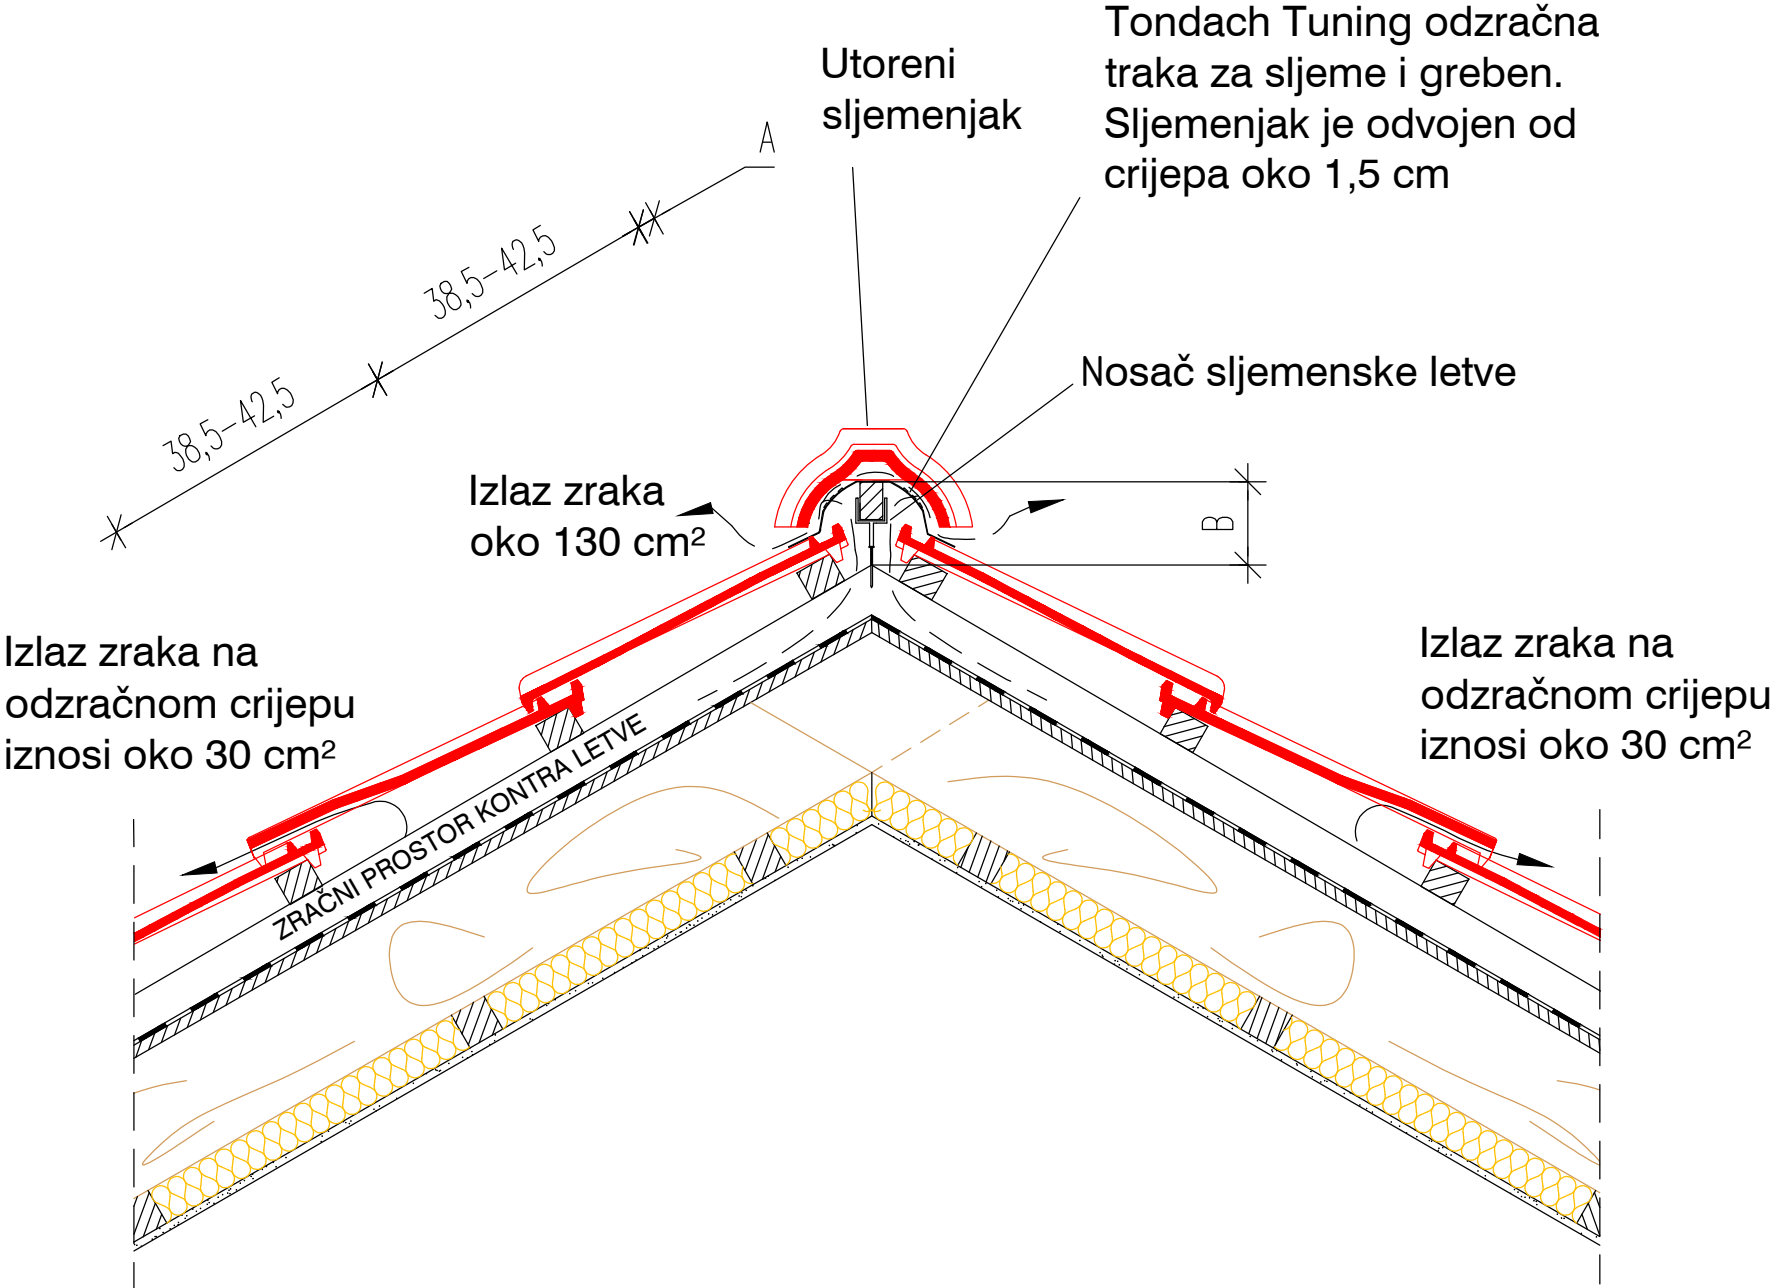 Tondach Tuning odzračna
traka za sljeme i greben.
Sljemenjak je odvojen od
crijepa oko 1,5 cm
Utoreni
sljemenjak
A
38,5-42,5
38,5-42,5
Nosač sljemenske letve
Izlaz zraka
oko 130 cm²
B
Izlaz zraka na
odzračnom crijepu
iznosi oko 30 cm²
Izlaz zraka na
odzračnom crijepu
iznosi oko 30 cm²
ZRAČNI PROSTOR KONTRA LETVE